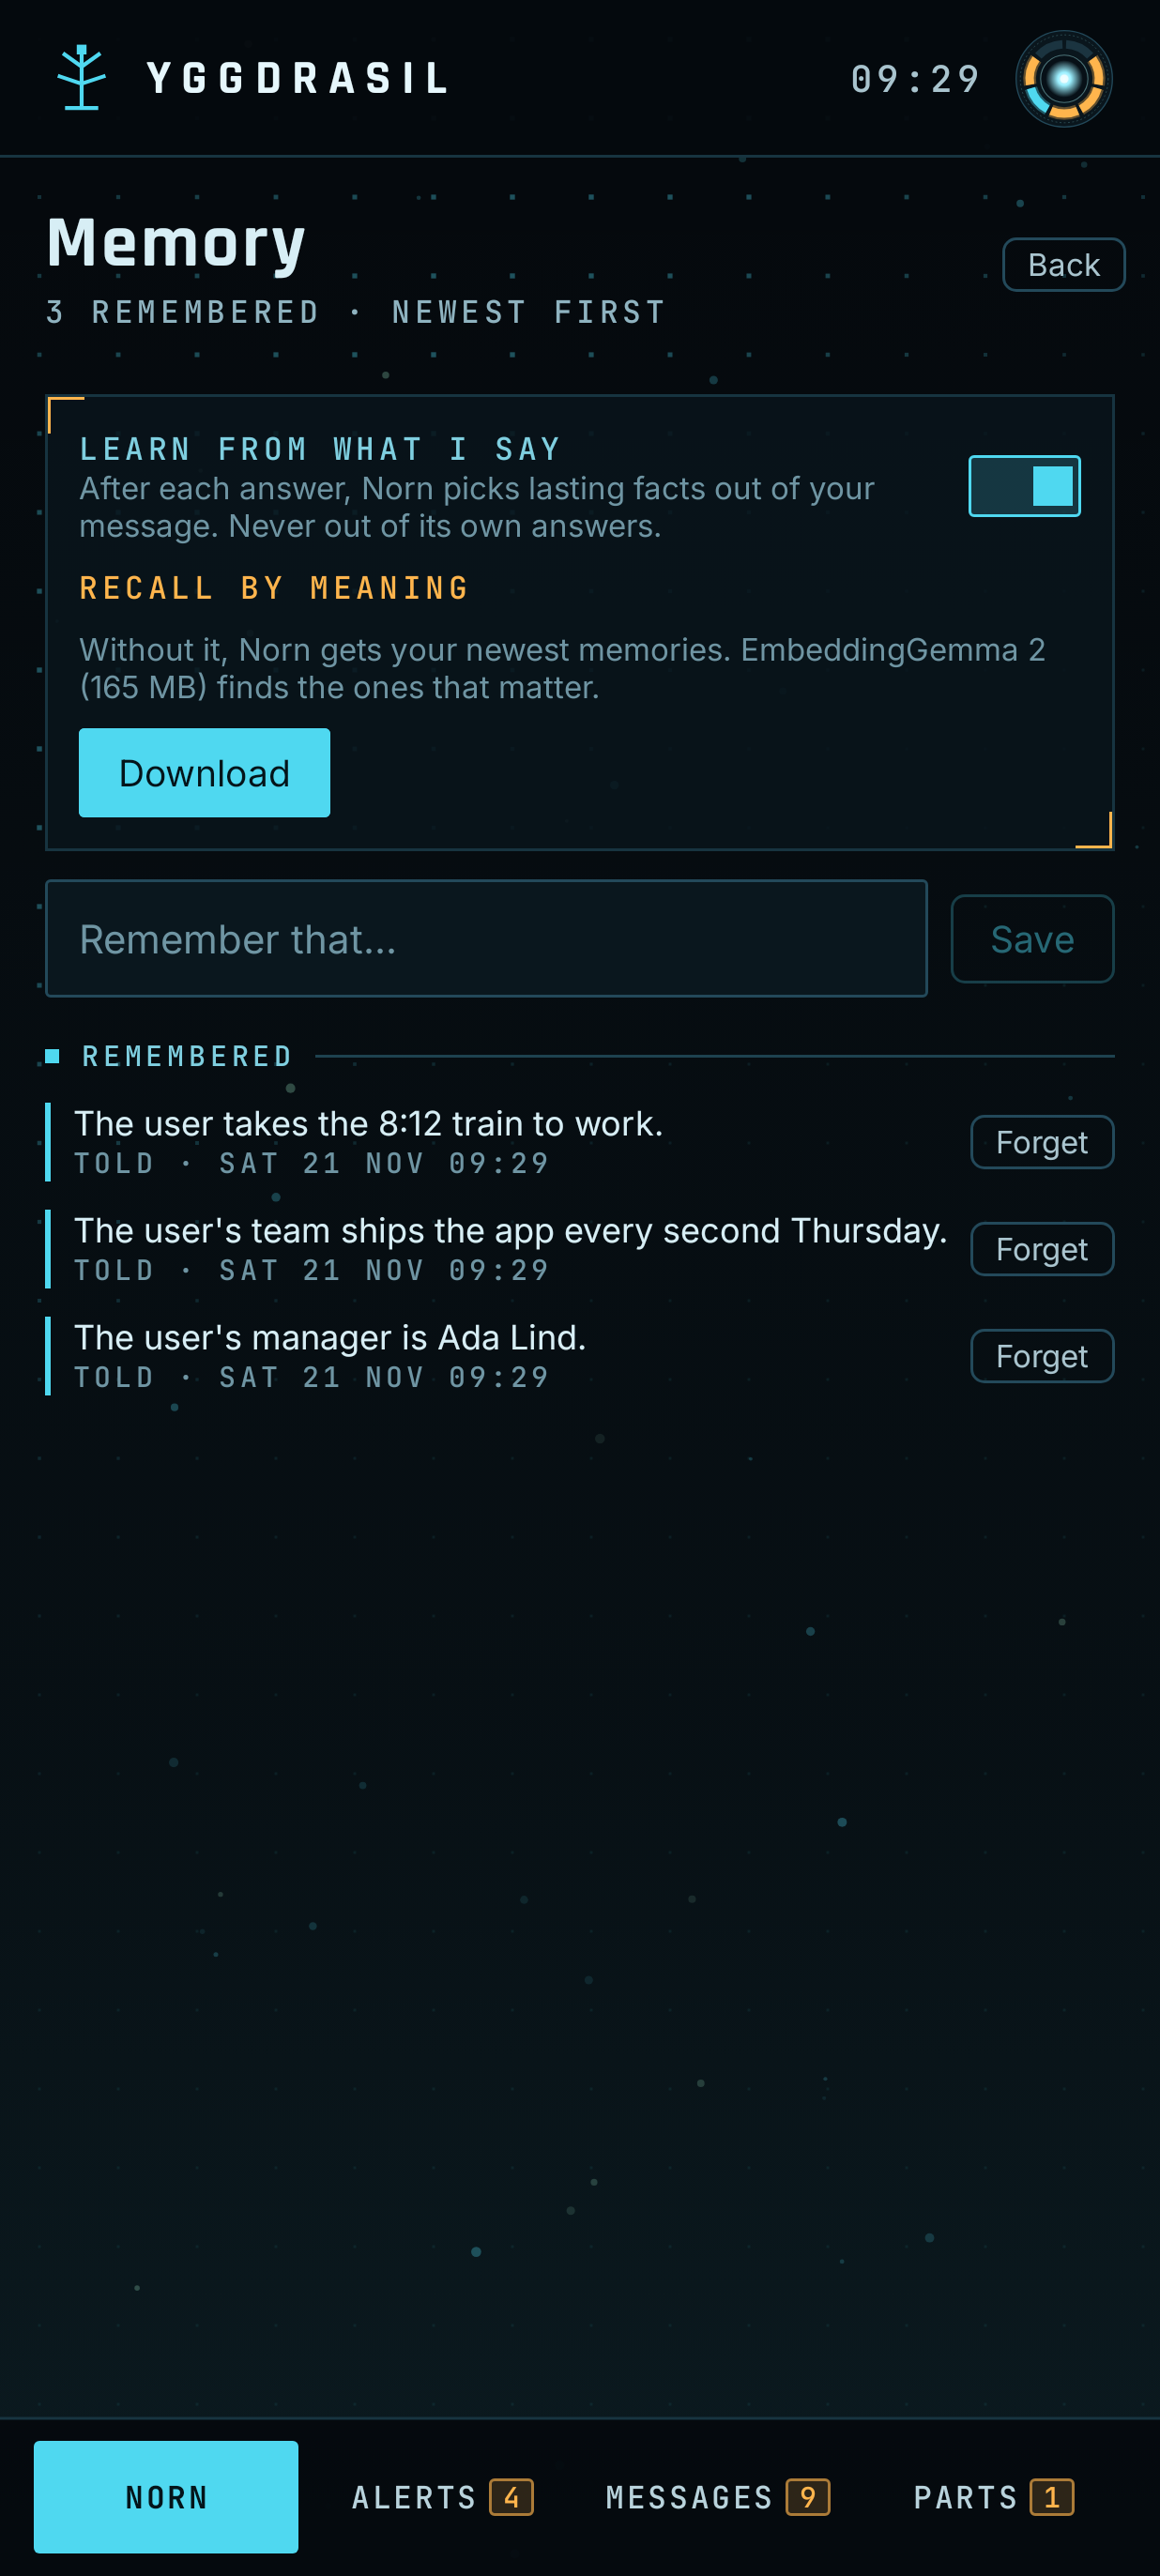 YGGDRASIL
09:29
Memory
Back
3 REMEMBERED · NEWEST FIRST
LEARN FROM WHAT I SAY
After each answer, Norn picks lasting facts out of your
message. Never out of its own answers.
RECALL BY MEANING
Without it, Norn gets your newest memories. EmbeddingGemma 2
(165 MB) finds the ones that matter.
Download
Remember that...
Save
REMEMBERED
The user takes the 8:12 train to work.
TOLD · SAT 21 NOV 09:29
Forget
The user's team ships the app every second Thursday.
TOLD · SAT 21 NOV 09:29
Forget
The user's manager is Ada Lind.
TOLD · SAT 21 NOV 09:29
Forget
NORN
ALERTS 4
MESSAGES 9
PARTS 1